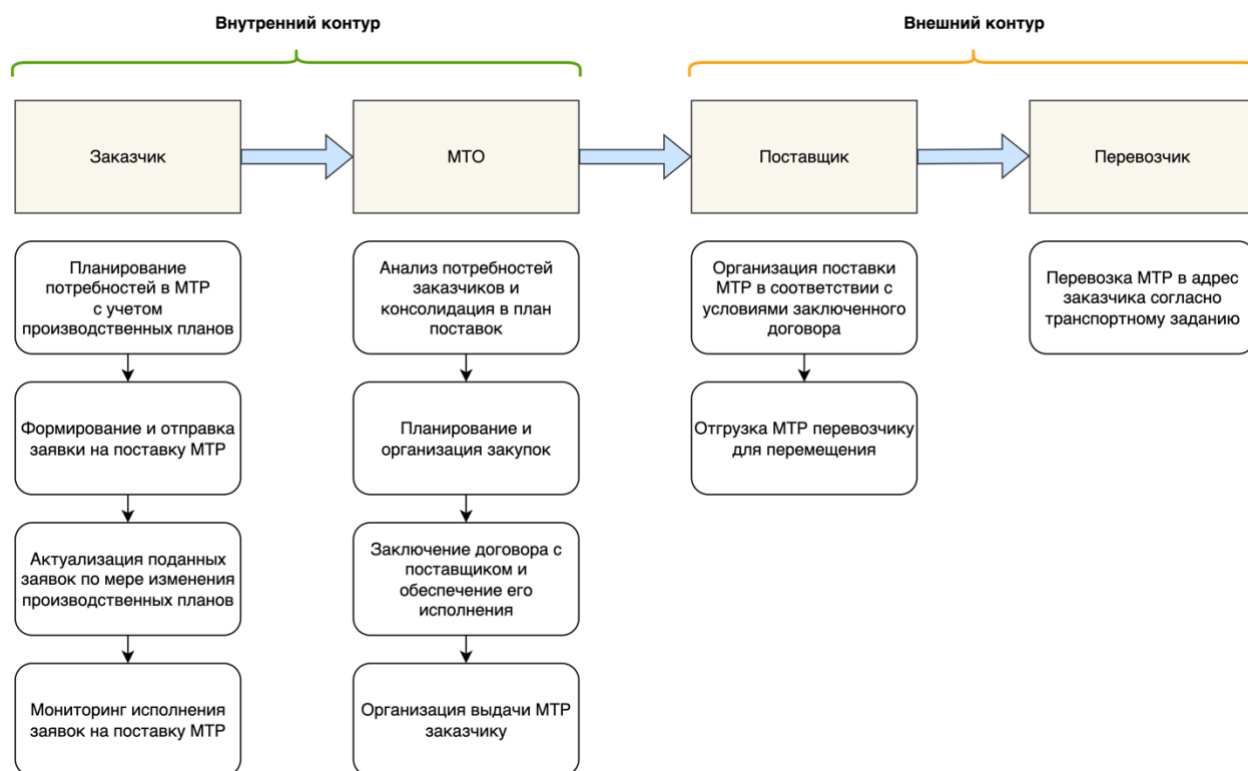 Внутренний контур
Внешний контур
Заказчик
МТО
Поставщик
Перевозчик
Планирование
потребностей в МТР
с учетом
производственных планов
Формирование и отправка
заявки на поставку МТР
Актуализация поданных
заявок по мере изменения
производственных планов
Мониторинг исполнения
заявок на поставку МТР
Анализ потребностей
заказчиков и
консолидация в план
поставок
Планирование и
организация закупок
Заключение договора с
поставщиком и
обеспечение его
исполнения
Организация выдачи МТР
заказчику
Организация поставки
МТР в соответствии с
условиями заключенного
договора
Отгрузка МТР перевозчику
для перемещения
Перевозка МТР в адрес
заказчика согласно
транспортному заданию